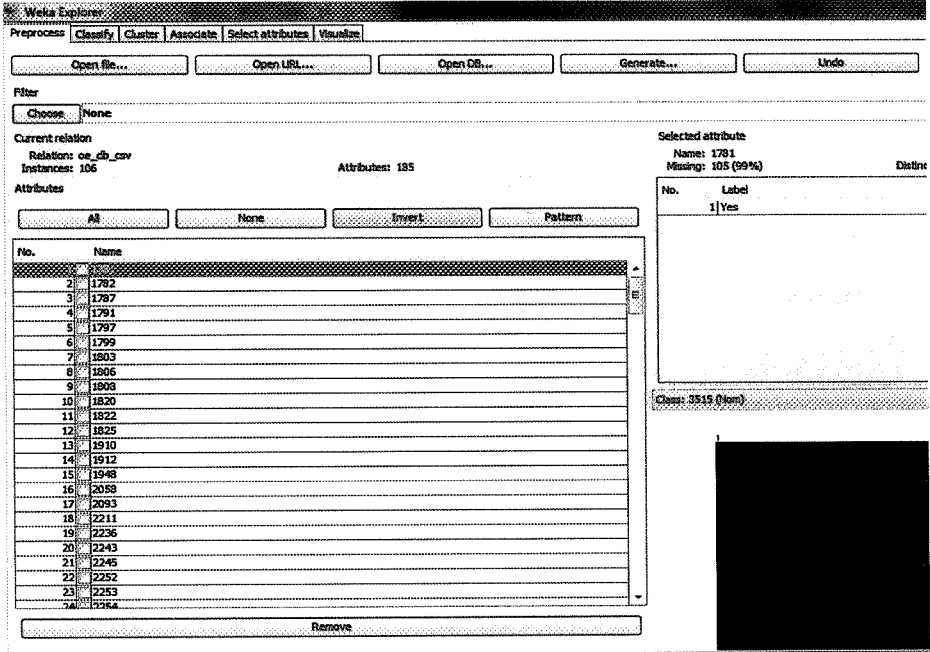 Weka Explorer
Preprocess Classify Cluster Associate Select attributes Visualize
Open file... Open URL... Open DB... Generate... Undo
Filter
Choose None
Current relation
Relation: oe_db_csv
Instances: 106 Attributes: 185
Attributes
All None Invert Pattern
No. Name
2 1782
3 1787
4 1791
5 1797
6 1799
7 1803
8 1806
9 1808
10 1820
11 1822
12 1825
13 1910
14 1912
15 1948
16 2058
17 2093
18 2211
19 2236
20 2243
21 2245
22 2252
23 2253
24 2254
Remove
Selected attribute
Name: 1781
Missing: 105 (99%) Distinc
No. Label
1 Yes
Class: 3515 (Nom)
1